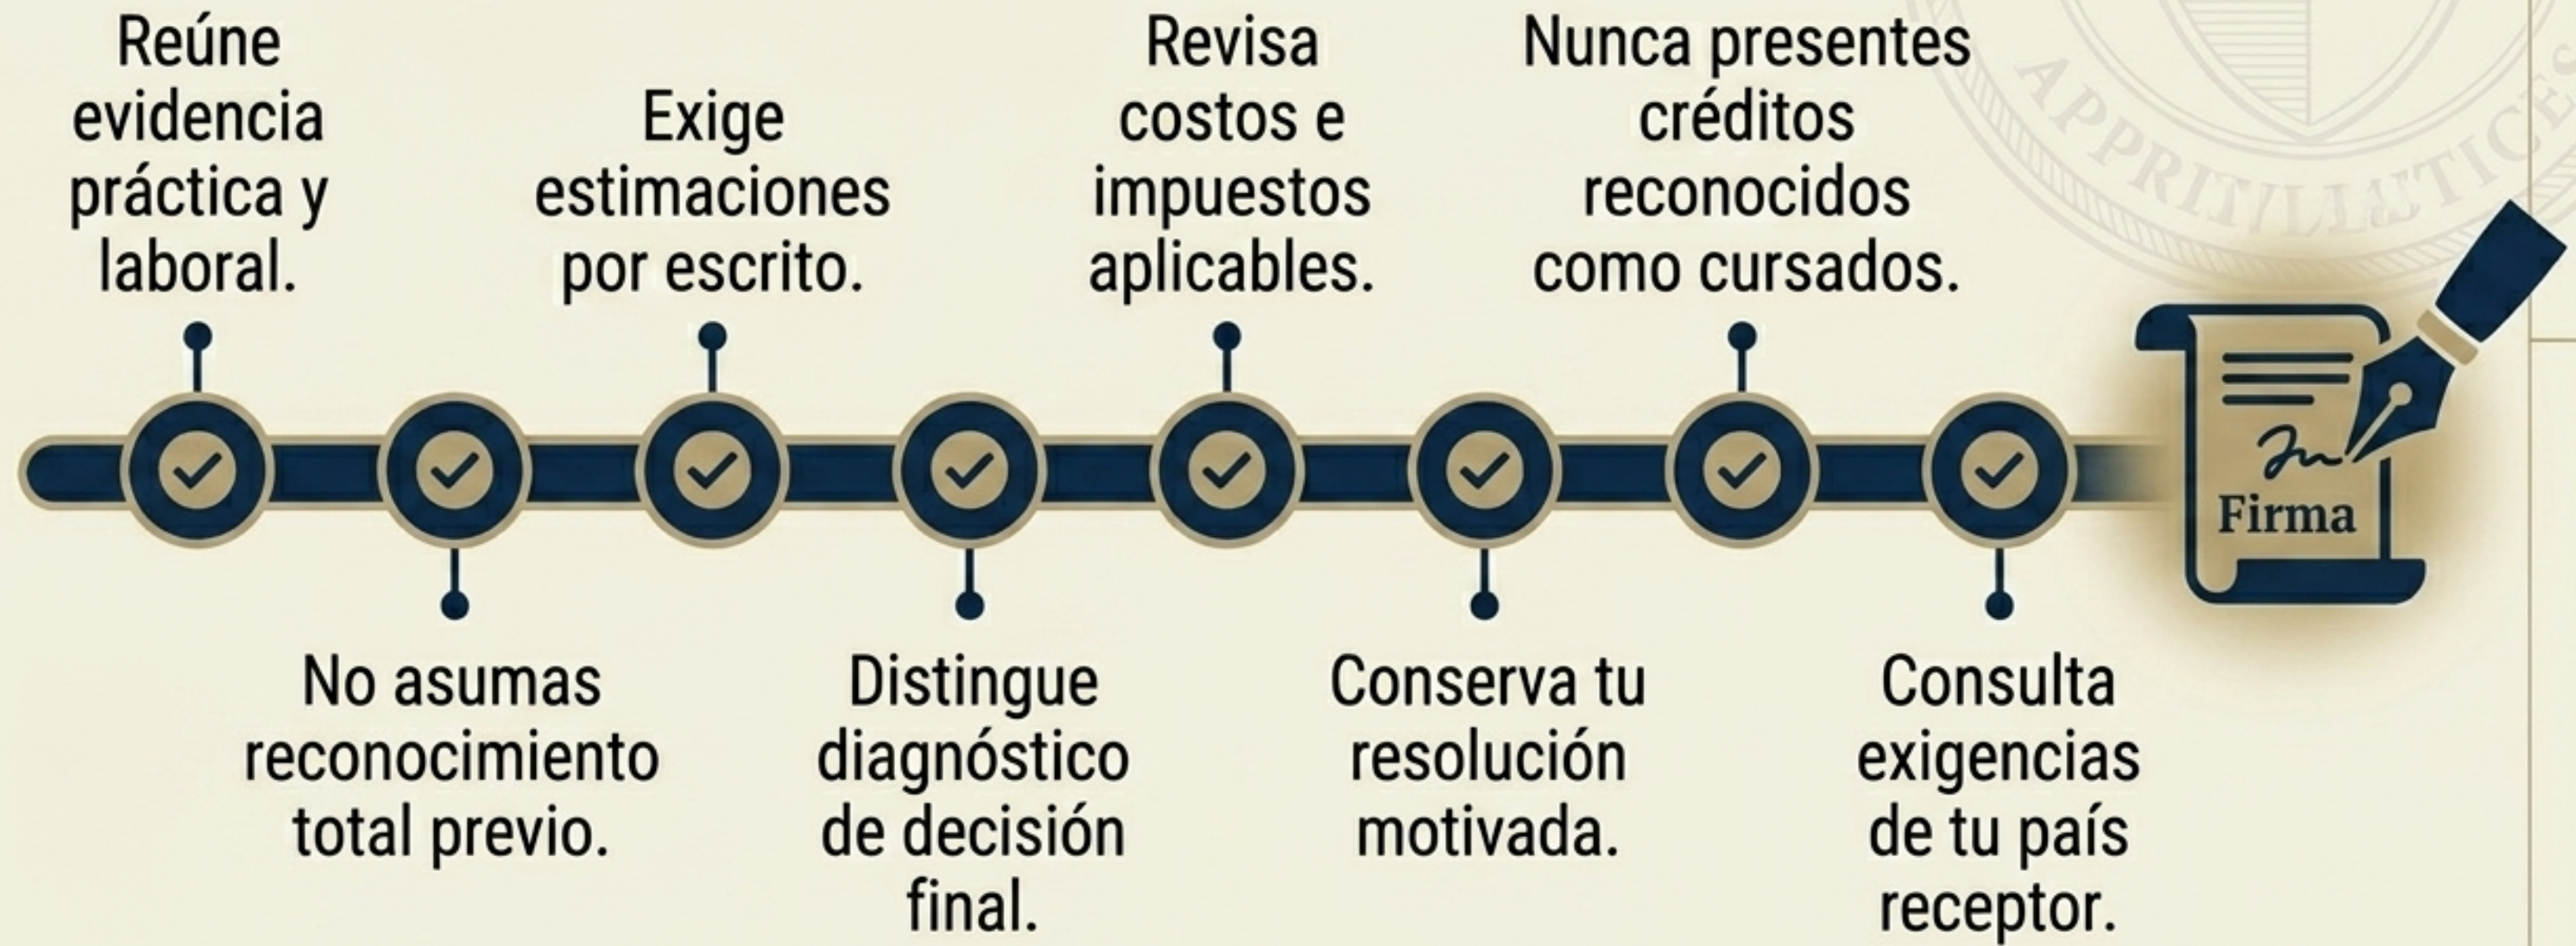 Reúne
evidencia
práctica y
laboral.
No asumas
reconocimiento
total previo.
Exige
estimaciones
por escrito.
Distingue
diagnóstico
de decisión
final.
Revisa
costos e
impuestos
aplicables.
Conserva tu
resolución
motivada.
Nunca presentes
créditos
reconocidos
como cursados.
Consulta
exigencias
de tu país
receptor.
Firma